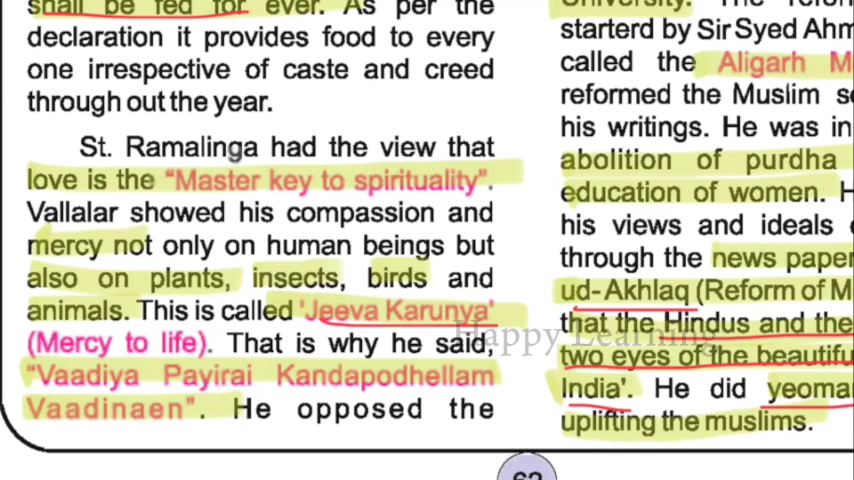 shall be fed for ever. As per the
declaration it provides food to every
one irrespective of caste and creed
through out the year.
St. Ramalinga had the view that
love is the "Master key to spirituality".
Vallalar showed his compassion and
mercy not only on human beings but
also on plants, insects, birds and
animals. This is called 'Jeeva Karunya'
(Mercy to life). That is why he said,
"Vaadiya Payirai Kandapodhellam
Vaadinaen". He opposed the
University. The
starterd by Sir Syed
called the Aligarh
reformed the Muslim
his writings. He was in
abolition of purdha
education of women.
his views and ideals
through the news paper
ud-Akhlaq (Reform of
that the Hindus and the
two eyes of the
India'. He did
uplifting the muslims.
Happy Learning